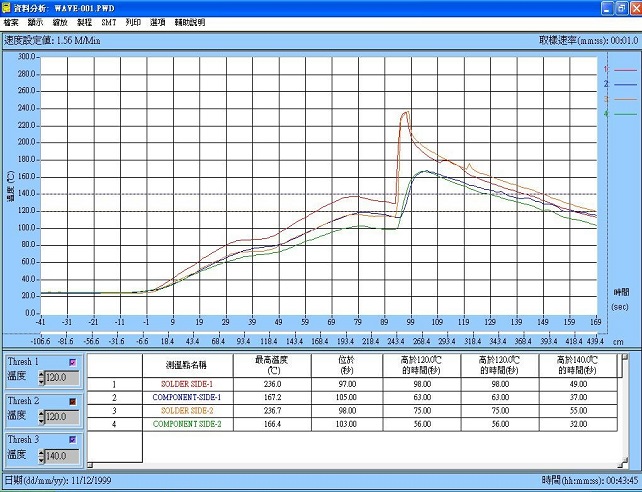 資料分析: WAVE-001.PWD
檔案 顯示 縮放 製程 SMT 列印 選項 輔助說明
速度設定值: 1.56 M/Min 取樣速率(mm:ss): 00:01.0
300.0
280.0
260.0
240.0
220.0
200.0
180.0
160.0
140.0
120.0
100.0
80.0
60.0
40.0
20.0
0.0
溫度(℃)
1
2
3
4
-41 -31 -21 -11 -1 9 19 29 39 49 59 69 79 89 99 109 119 129 139 149 159 169
時間
(sec)
-106.6 -81.6 -56.6 -31.6 -6.6 18.4 43.4 68.4 93.4 118.4 143.4 168.4 193.4 218.4 243.4 268.4 293.4 318.4 343.4 368.4 393.4 418.4 439.4 cm
Thresh 1
溫度 120.0
Thresh 2
溫度 120.0
Thresh 3
溫度 140.0
測溫點名稱 最高溫度(℃) 位於(秒) 高於120.0℃的時間(秒) 高於120.0℃的時間(秒) 高於140.0℃的時間(秒)
1 SOLDER SIDE-1 236.0 97.00 98.00 98.00 49.00
2 COMPONENT-SIDE-1 167.2 105.00 63.00 63.00 37.00
3 SOLDER SIDE-2 236.7 98.00 75.00 75.00 55.00
4 COMPONENT SIDE-2 166.4 103.00 56.00 56.00 32.00
日期(dd/mm/yy): 11/12/1999 時間(hh:mm:ss): 00:43:45